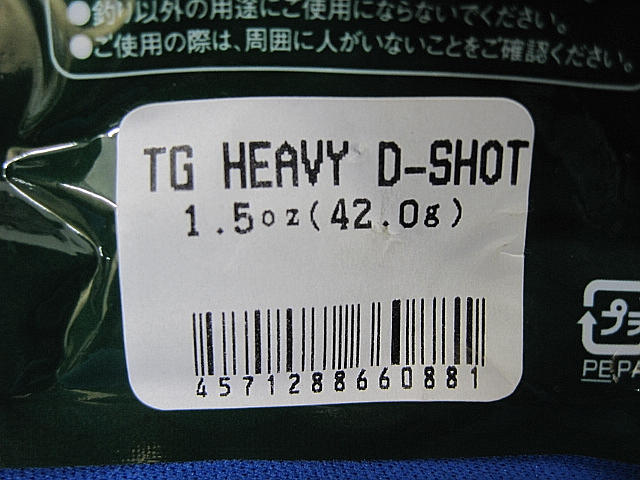 ●釣り以外の用途にご使用にならないでください。
●ご使用の際は、周囲に人がいないことをご確認ください。
TG HEAVY D-SHOT
1.5oz(42.0g)
4571288660881
プラ
PE,PA